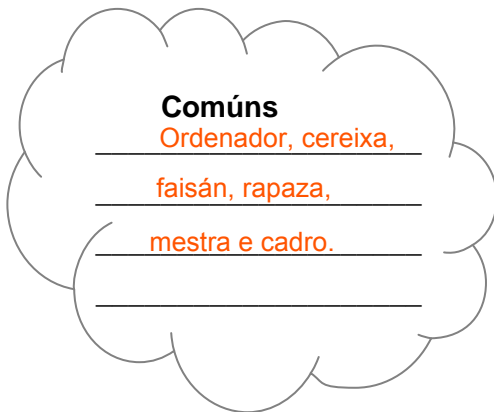 Comúns
Ordenador, cereixa,
faisán, rapaza,
mestra e cadro.